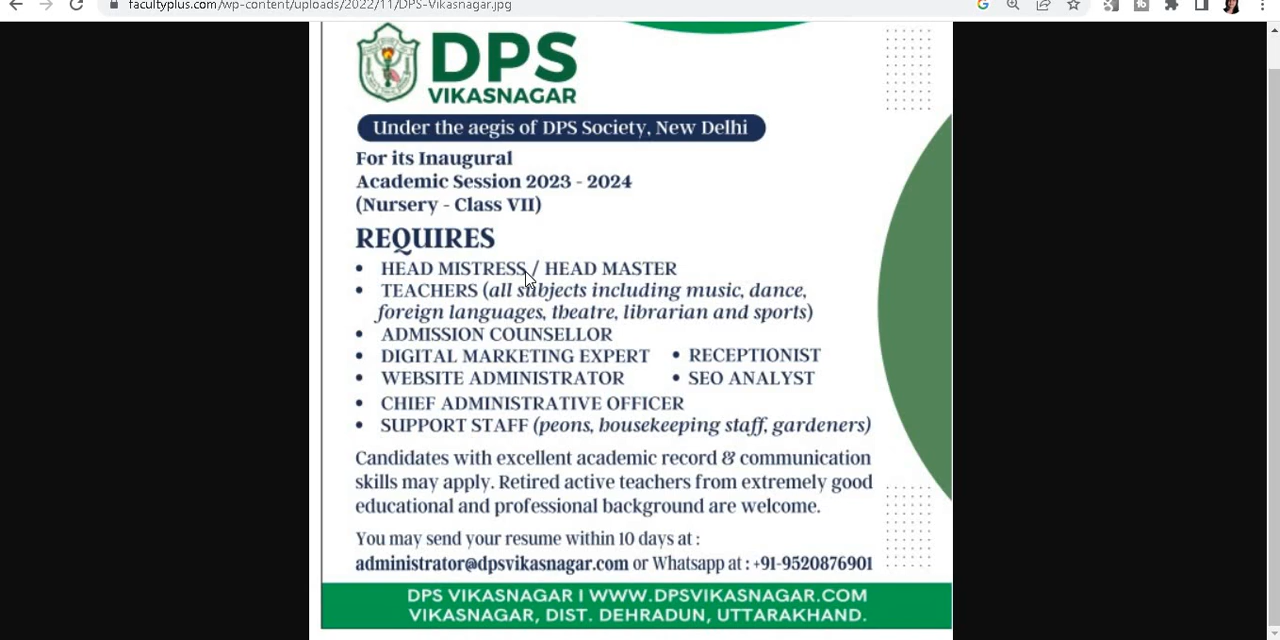 facultyplus.com/wp-content/uploads/2022/11/DPS-Vikasnagar.jpg
DPS
VIKASNAGAR
Under the aegis of DPS Society, New Delhi
For its Inaugural
Academic Session 2023 - 2024
(Nursery - Class VII)
REQUIRES
• HEAD MISTRESS / HEAD MASTER
• TEACHERS (all subjects including music, dance,
foreign languages, theatre, librarian and sports)
• ADMISSION COUNSELLOR
• DIGITAL MARKETING EXPERT • RECEPTIONIST
• WEBSITE ADMINISTRATOR • SEO ANALYST
• CHIEF ADMINISTRATIVE OFFICER
• SUPPORT STAFF (peons, housekeeping staff, gardeners)
Candidates with excellent academic record & communication
skills may apply. Retired active teachers from extremely good
educational and professional background are welcome.
You may send your resume within 10 days at :
administrator@dpsvikasnagar.com or Whatsapp at : +91-9520876901
DPS VIKASNAGAR I WWW.DPSVIKASNAGAR.COM
VIKASNAGAR, DIST. DEHRADUN, UTTARAKHAND.